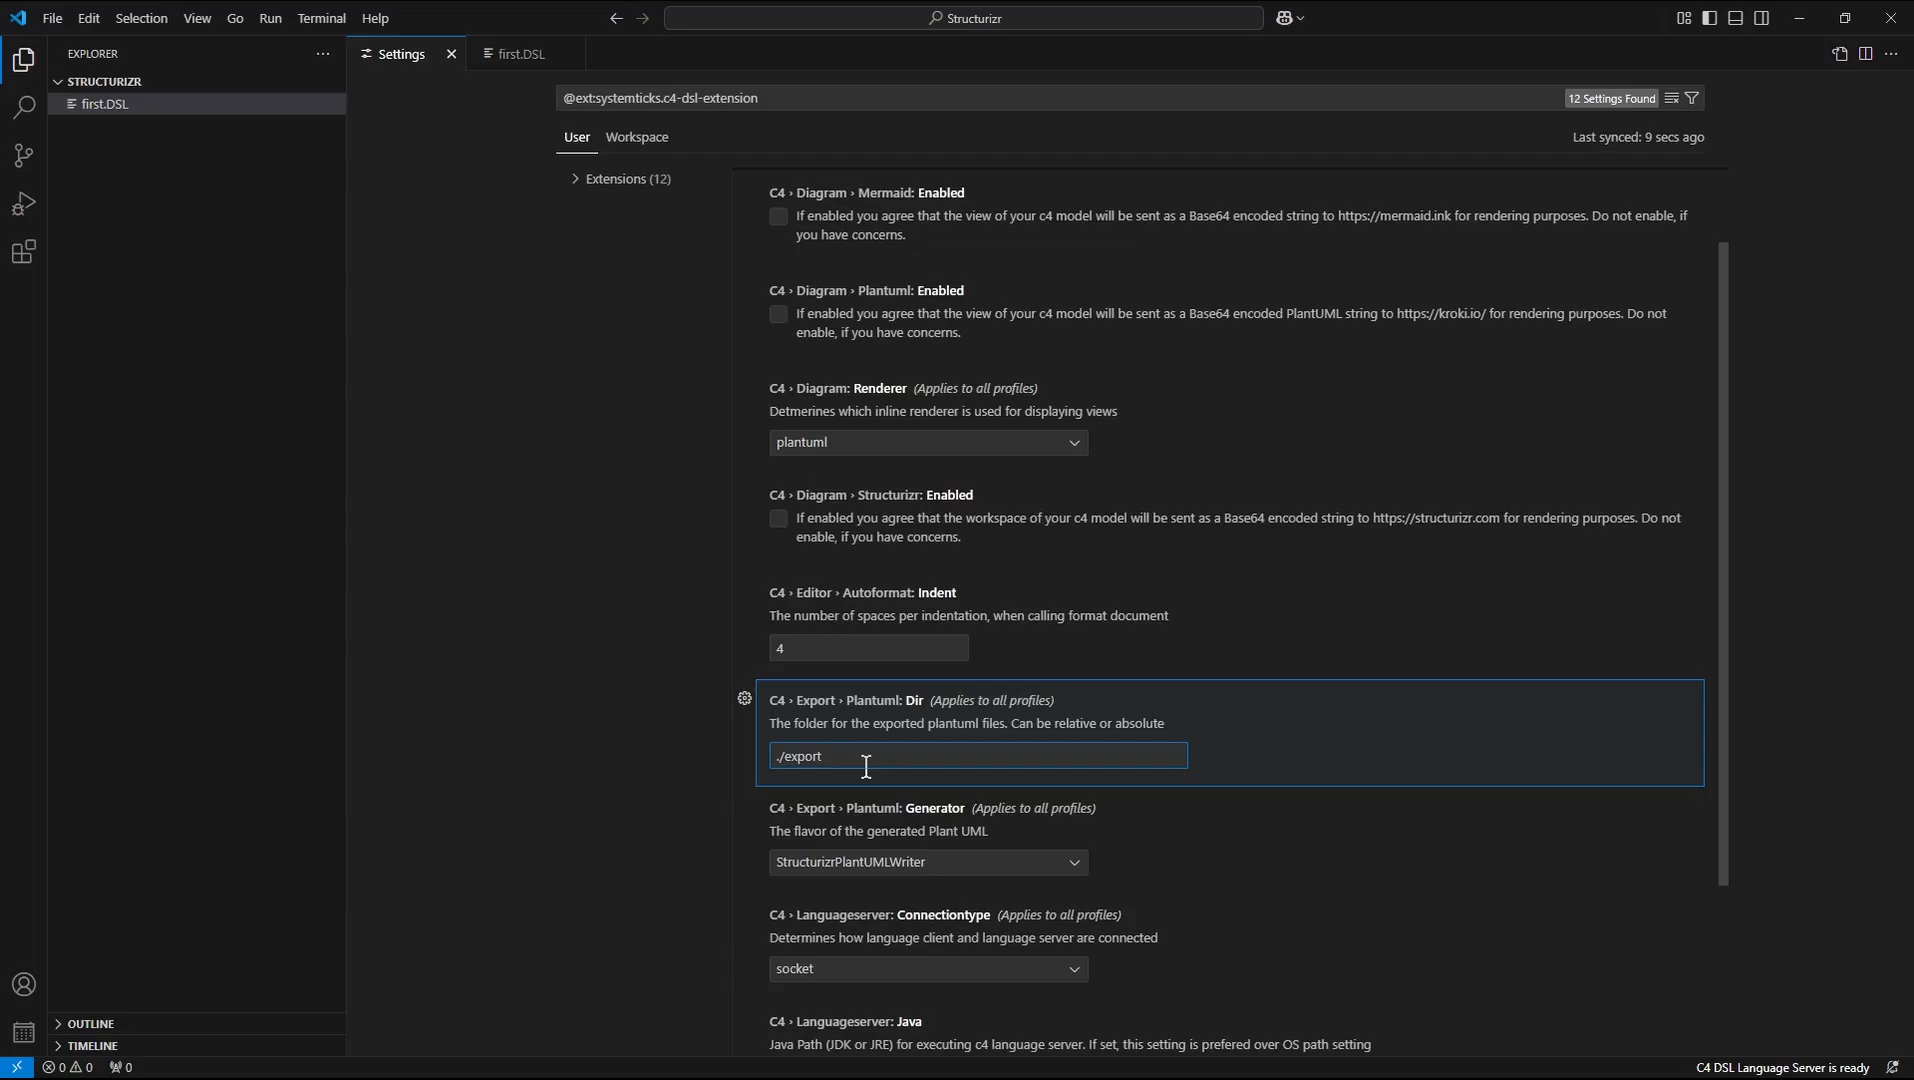 File Edit Selection View Go Run Terminal Help
Structurizr
EXPLORER
STRUCTURIZR
first.DSL
OUTLINE
TIMELINE
Settings
first.DSL
@ext:systemticks.c4-dsl-extension
12 Settings Found
User Workspace
Last synced: 9 secs ago
Extensions (12)
C4 › Diagram › Mermaid: Enabled
If enabled you agree that the view of your c4 model will be sent as a Base64 encoded string to https://mermaid.ink for rendering purposes. Do not enable, if
you have concerns.
C4 › Diagram › Plantuml: Enabled
If enabled you agree that the view of your c4 model will be sent as a Base64 encoded PlantUML string to https://kroki.io/ for rendering purposes. Do not
enable, if you have concerns.
C4 › Diagram: Renderer (Applies to all profiles)
Detmerines which inline renderer is used for displaying views
plantuml
C4 › Diagram › Structurizr: Enabled
If enabled you agree that the workspace of your c4 model will be sent as a Base64 encoded string to https://structurizr.com for rendering purposes. Do not
enable, if you have concerns.
C4 › Editor › Autoformat: Indent
The number of spaces per indentation, when calling format document
4
C4 › Export › Plantuml: Dir (Applies to all profiles)
The folder for the exported plantuml files. Can be relative or absolute
./export
C4 › Export › Plantuml: Generator (Applies to all profiles)
The flavor of the generated Plant UML
StructurizrPlantUMLWriter
C4 › Languageserver: Connectiontype (Applies to all profiles)
Determines how language client and language server are connected
socket
C4 › Languageserver: Java
Java Path (JDK or JRE) for executing c4 language server. If set, this setting is prefered over OS path setting
0 0 0
C4 DSL Language Server is ready